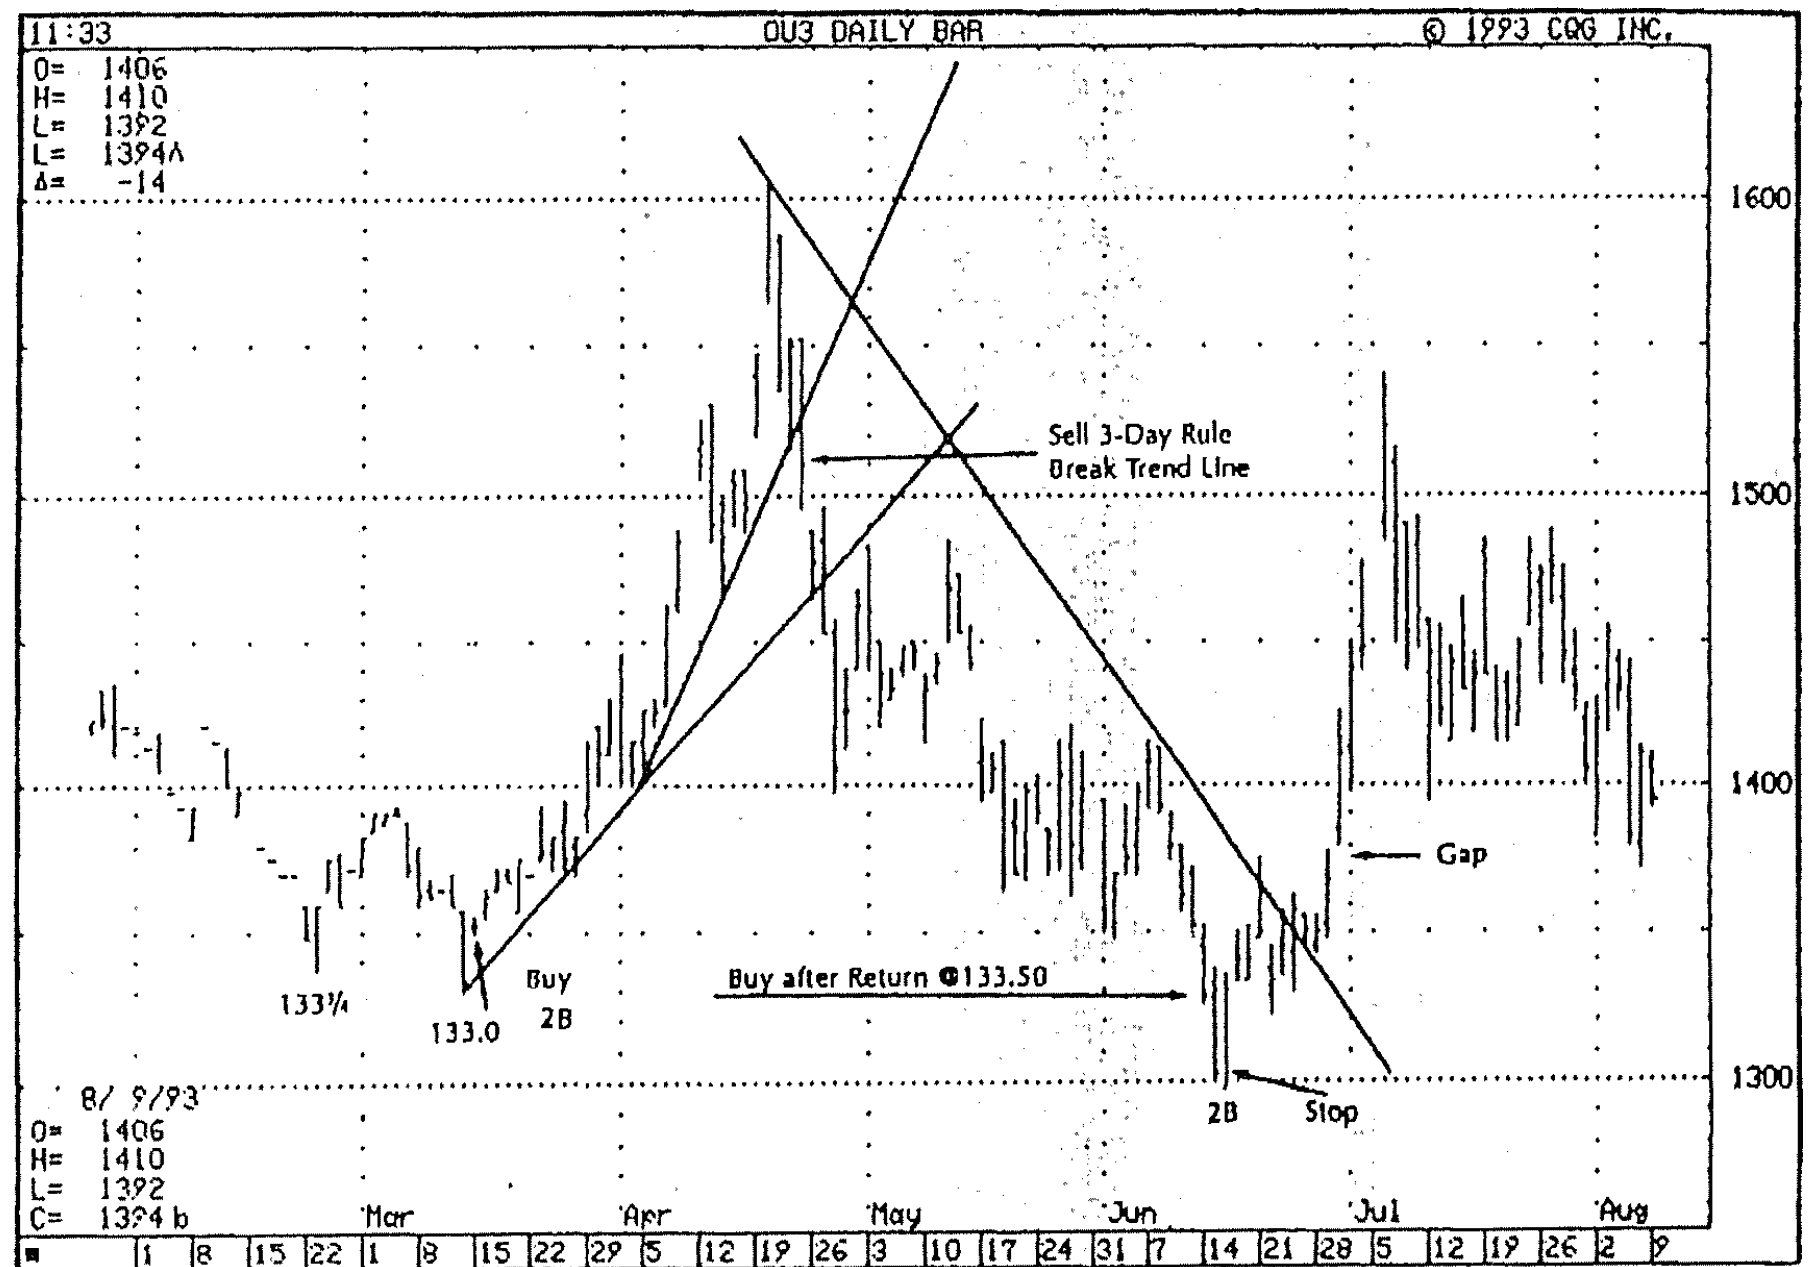 11:33
OU3 DAILY BAR
© 1993 CQG INC.
O= 1406
H= 1410
L= 1392
L= 1394Λ
Δ= -14
1600
Sell 3-Day Rule
Break Trend Line
1500
1400
Gap
133¼
133.0
Buy
2B
Buy after Return @133.50
1300
2B
Stop
8/ 9/93
O= 1406
H= 1410
L= 1392
C= 1394 b
Mar Apr May Jun Jul Aug
1 8 15 22 1 8 15 22 29 5 12 19 26 3 10 17 24 31 7 14 21 28 5 12 19 26 2 9